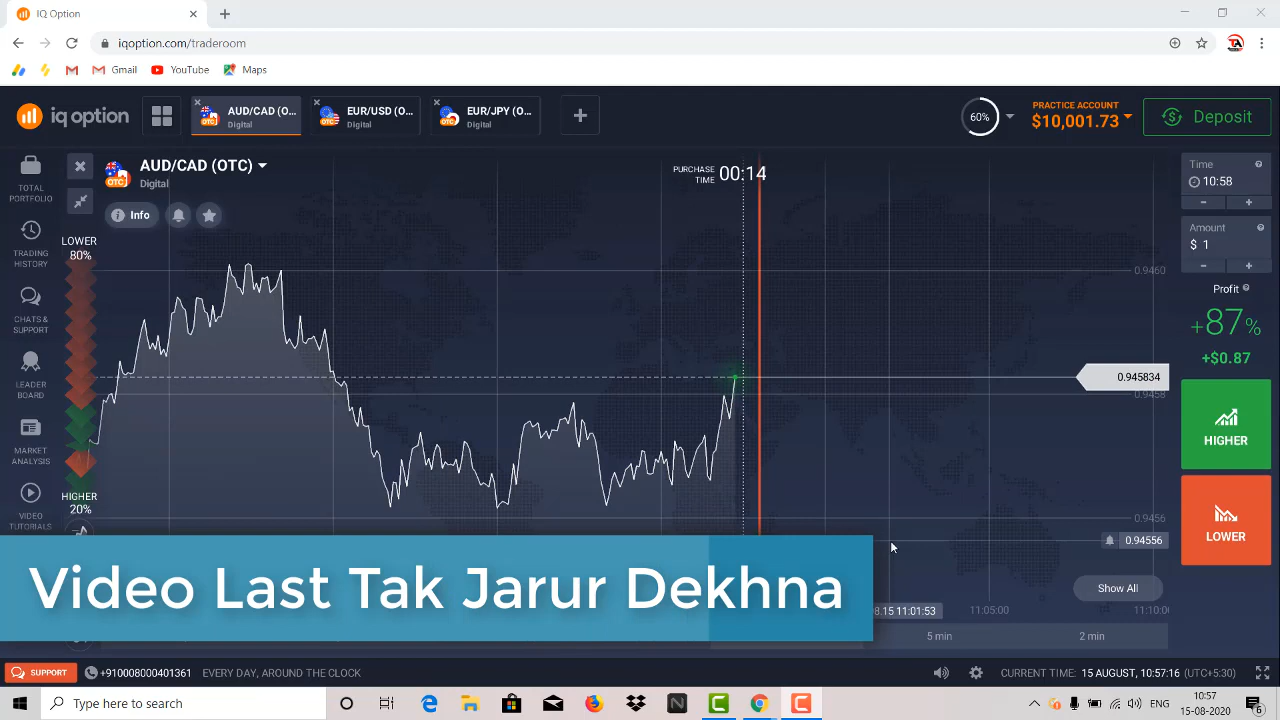 IQ Option
iqoption.com/traderoom
Gmail
YouTube
Maps
iq option
AUD/CAD (O...
Digital
EUR/USD (O...
Digital
EUR/JPY (O...
Digital
60%
PRACTICE ACCOUNT
$10,001.73
Deposit
TOTAL
PORTFOLIO
TRADING
HISTORY
CHATS &
SUPPORT
LEADER
BOARD
MARKET
ANALYSIS
VIDEO
TUTORIALS
AUD/CAD (OTC)
OTC
Digital
Info
LOWER
80%
HIGHER
20%
PURCHASE
TIME
00:14
0.9460
0.945834
0.9458
0.9456
0.94556
Show All
8.15 11:01:53
11:05:00
11:10:00
5 min
2 min
Time
10:58
Amount
$ 1
Profit
+87%
+$0.87
HIGHER
LOWER
Video Last Tak Jarur Dekhna
SUPPORT
+9100080000401361
EVERY DAY, AROUND THE CLOCK
CURRENT TIME: 15 AUGUST, 10:57:16 (UTC+5:30)
Type here to search
ENG
10:57
15-08-2020
6